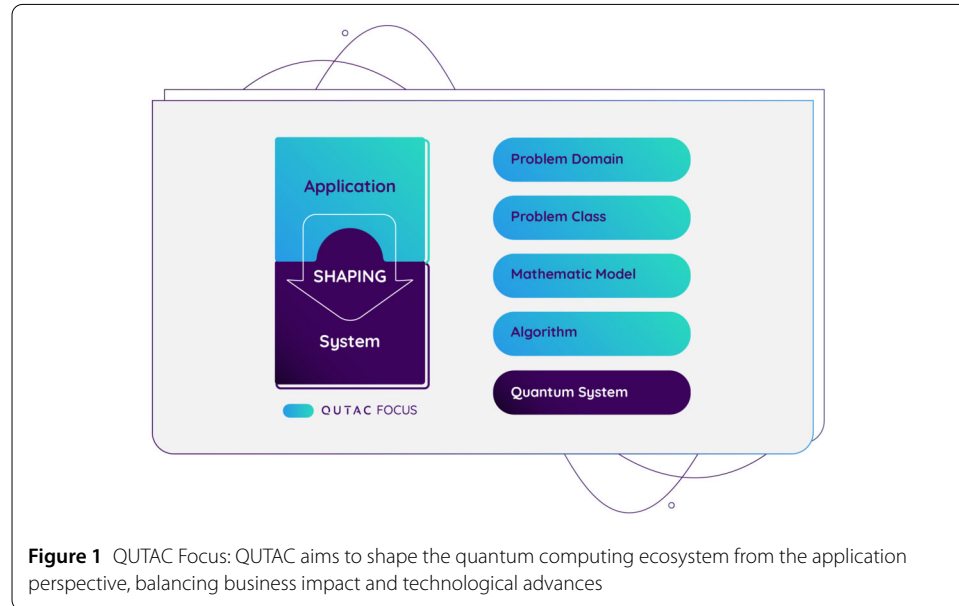 Application
SHAPING
System
QUTAC FOCUS
Problem Domain
Problem Class
Mathematic Model
Algorithm
Quantum System
Figure 1 QUTAC Focus: QUTAC aims to shape the quantum computing ecosystem from the application
perspective, balancing business impact and technological advances